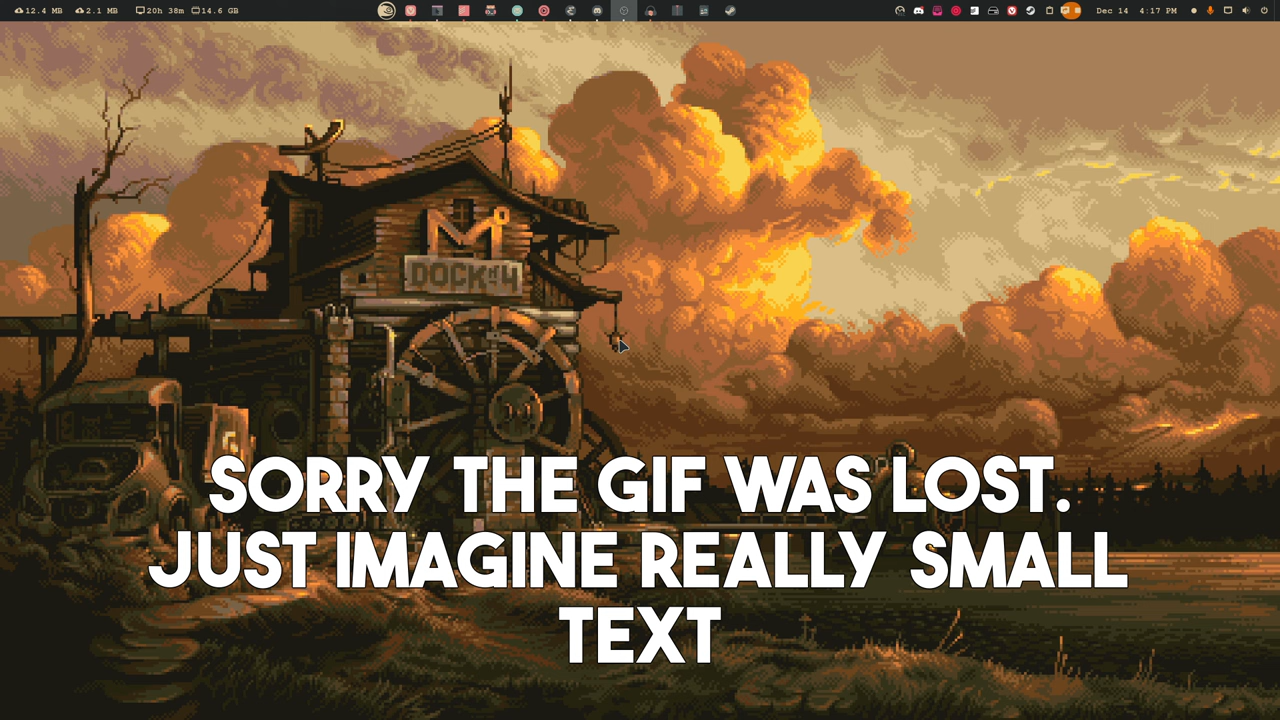 12.4 MB 2.1 MB 20h 38m 14.6 GB Dec 14 4:17 PM
DOCK Nº4
SORRY THE GIF WAS LOST.
JUST IMAGINE REALLY SMALL
TEXT